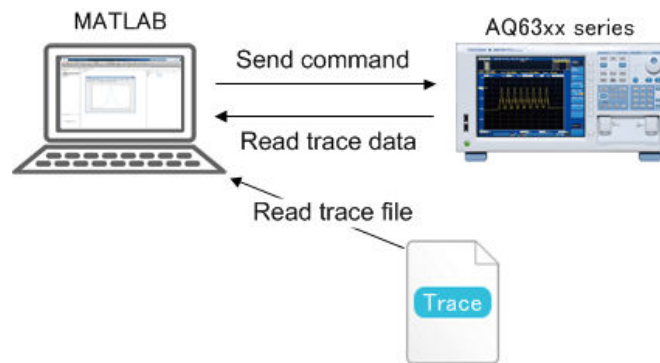 MATLAB
AQ63xx series
Send command
Read trace data
Read trace file
Trace